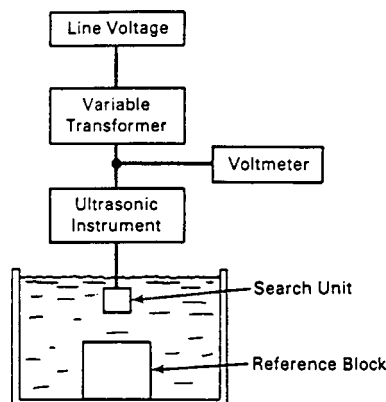 Line Voltage
Variable
Transformer
Voltmeter
Ultrasonic
Instrument
Search Unit
Reference Block